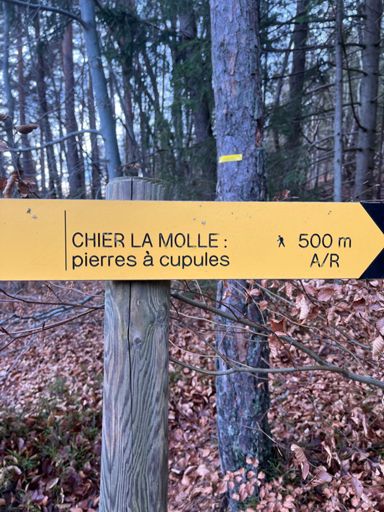 CHIER LA MOLLE :
pierres à cupules
500 m
A/R